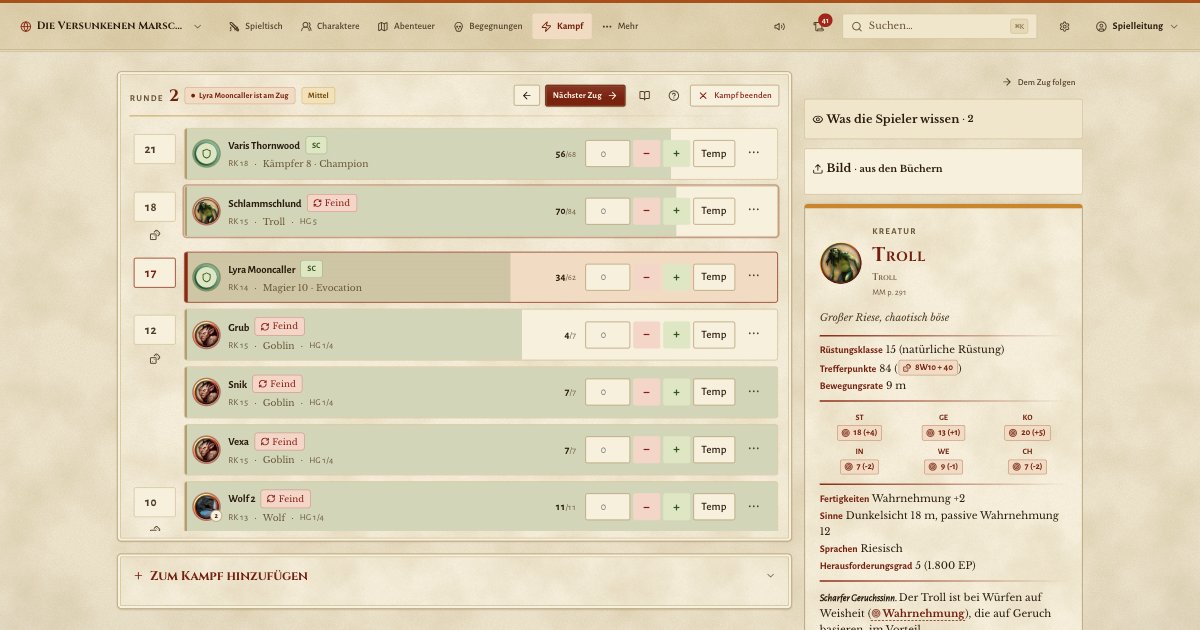 Die Versunkenen Marsc...
Spieltisch
Charaktere
Abenteuer
Begegnungen
Kampf
Mehr
41
Suchen...
⌘K
Spielleitung
RUNDE 2
Lyra Mooncaller ist am Zug
Mittel
Nächster Zug
Kampf beenden
21
Varis Thornwood SC
RK 18 · Kämpfer 8 · Champion
56/68
0
− + Temp ...
18
Schlammschlund Feind
RK 15 · Troll · HG 5
70/84
0
− + Temp ...
17
Lyra Mooncaller SC
RK 14 · Magier 10 · Evocation
34/62
0
− + Temp ...
12
Grub Feind
RK 15 · Goblin · HG 1/4
4/7
0
− + Temp ...
Snik Feind
RK 15 · Goblin · HG 1/4
7/7
0
− + Temp ...
Vexa Feind
RK 15 · Goblin · HG 1/4
7/7
0
− + Temp ...
10
2
Wolf 2 Feind
RK 13 · Wolf · HG 1/4
11/11
0
− + Temp ...
+ Zum Kampf hinzufügen
Dem Zug folgen
Was die Spieler wissen · 2
Bild · aus den Büchern
KREATUR
Troll
Troll
MM p. 291
Großer Riese, chaotisch böse
Rüstungsklasse 15 (natürliche Rüstung)
Trefferpunkte 84 (8W10 + 40)
Bewegungsrate 9 m
ST GE KO
18 (+4) 13 (+1) 20 (+5)
IN WE CH
7 (-2) 9 (-1) 7 (-2)
Fertigkeiten Wahrnehmung +2
Sinne Dunkelsicht 18 m, passive Wahrnehmung
12
Sprachen Riesisch
Herausforderungsgrad 5 (1.800 EP)
Scharfer Geruchssinn. Der Troll ist bei Würfen auf
Weisheit (Wahrnehmung), die auf Geruch
basieren, im Vorteil.